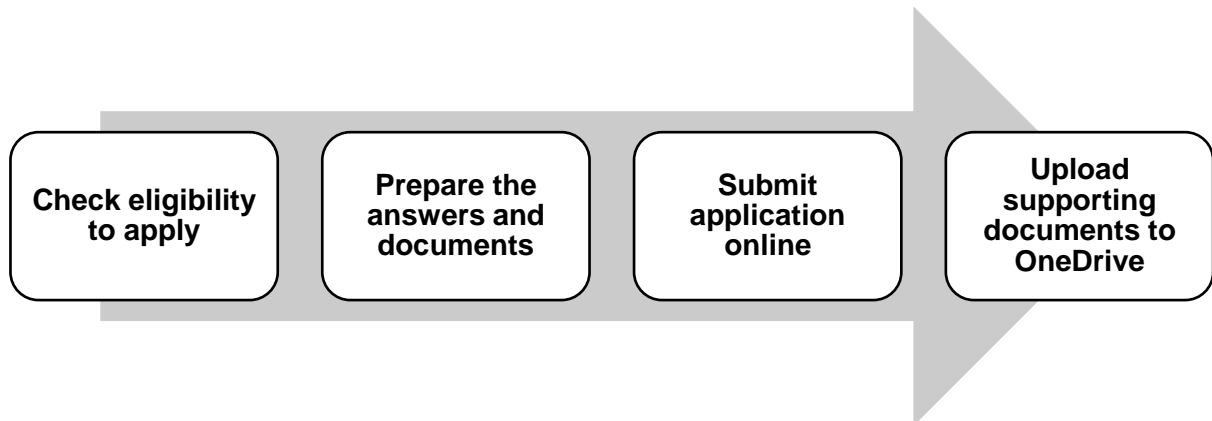 Check eligibility
to apply
Prepare the
answers and
documents
Submit
application
online
Upload
supporting
documents to
OneDrive